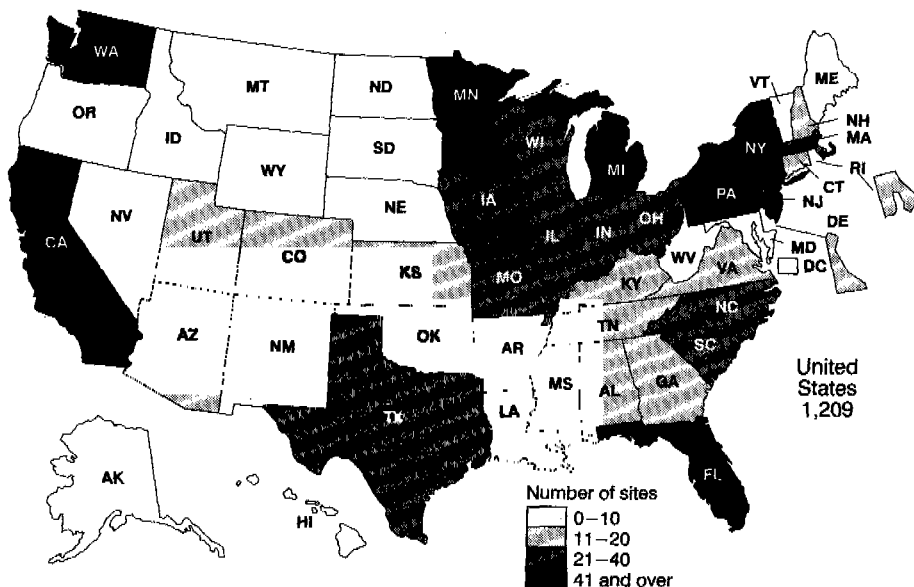 WA
OR
CA
ID
NV
MT
WY
UT
AZ
CO
NM
ND
SD
NE
KS
OK
TX
MN
IA
MO
AR
LA
WI
IL
MI
IN
OH
KY
TN
MS
AL
GA
FL
SC
NC
VA
WV
PA
NY
VT
ME
NH
MA
RI
CT
NJ
DE
MD
DC
AK
HI
United
States
1,209
Number of sites
0–10
11–20
21–40
41 and over